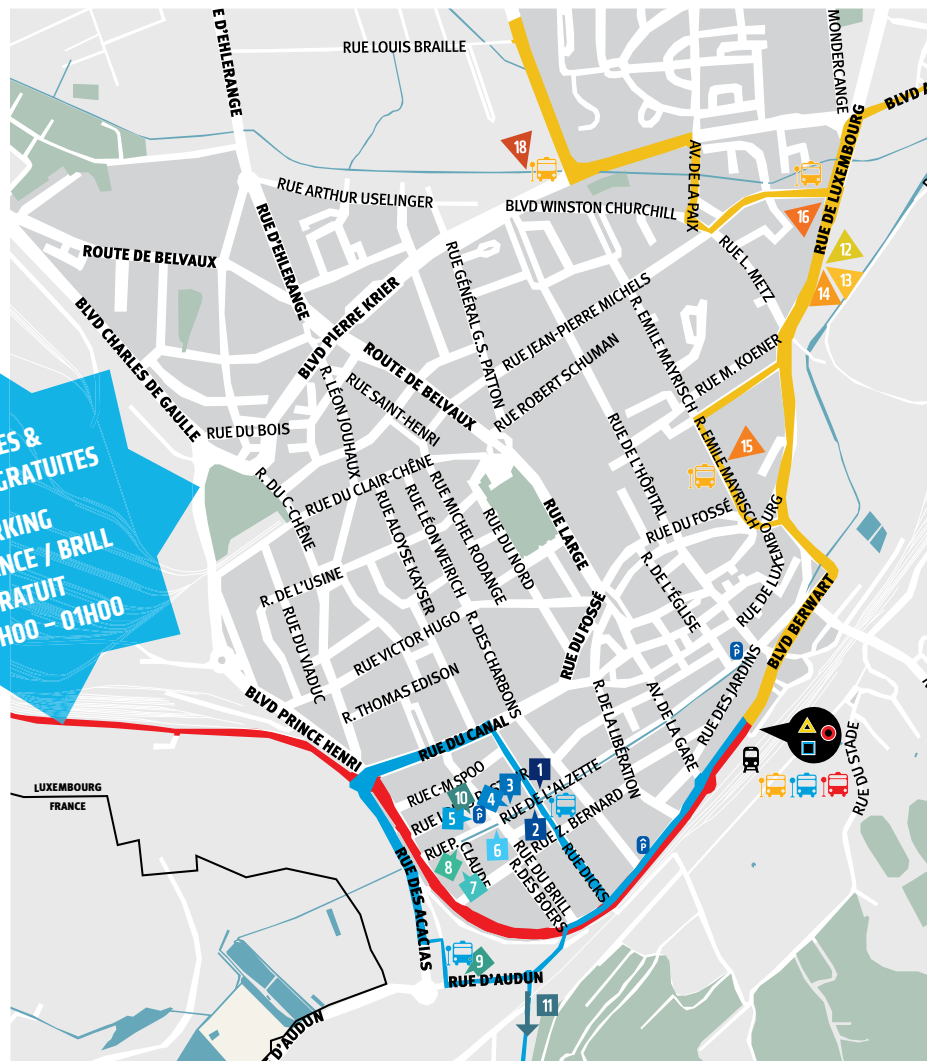 RUE LOUIS BRAILLE
E D'EHLERANGE
MONDERCANGE
BLVD
18
AV. DE LA PAIX
RUE DE LUXEMBOURG
RUE ARTHUR USELINGER
BLVD WINSTON CHURCHILL
16
12
13
14
ROUTE DE BELVAUX
RUE D'EHLERANGE
RUE GÉNÉRAL G.S. PATTON
RUE L. METZ
BLVD CHARLES DE GAULLE
BLVD PIERRE KRIER
RUE JEAN-PIERRE MICHELS
R. EMILE MAYRISCH
RUE M. KOENER
ROUTE DE BELVAUX
RUE ROBERT SCHUMAN
R. LÉON JOUHAUX
RUE SAINT-HENRI
RUE DU BOIS
RUE DE L'HÔPITAL
R. EMILE MAYRISCH
15
ES &
GRATUITES
RKING
NCE / BRILL
RATUIT
H00 – 01H00
R. DU C-CHÊNE
RUE DU CLAIR-CHÊNE
RUE ALOYSE KAYSER
RUE LÉON WEIRICH
RUE MICHEL RODANGE
RUE DU NORD
RUE LARGE
RUE DU FOSSÉ
RUE DE LUXEMBOURG
R. DE L'USINE
RUE DU VIADUC
RUE VICTOR HUGO
R. DES CHARBONS
RUE DU FOSSÉ
R. DE L'ÉGLISE
BLVD BERWART
R. THOMAS EDISON
BLVD PRINCE HENRI
RUE DU CANAL
R. DE LA LIBÉRATION
AV. DE LA GARE
RUE DES JARDINS
P
RUE DU STADE
LUXEMBOURG
FRANCE
RUE C-M SPOO
1
3
4
10
5
P
RUE DE L'ALZETTE
2
RUE Z. BERNARD
6
RUE P. CLAUDE
8
7
RUE DU BRILL
R. DES BOERS
RUE DICKS
P
RUE DES ACACIAS
9
RUE D'AUDUN
11
D'AUDUN